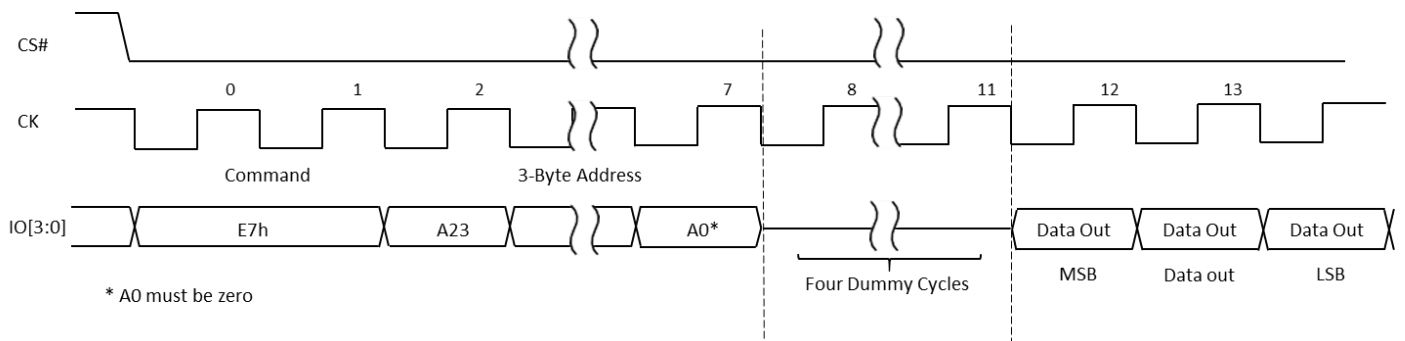 CS#
0 1 2 7 8 11 12 13
CK
Command 3-Byte Address
IO[3:0] E7h A23 A0* Data Out Data Out Data Out
Four Dummy Cycles MSB Data out LSB
* A0 must be zero